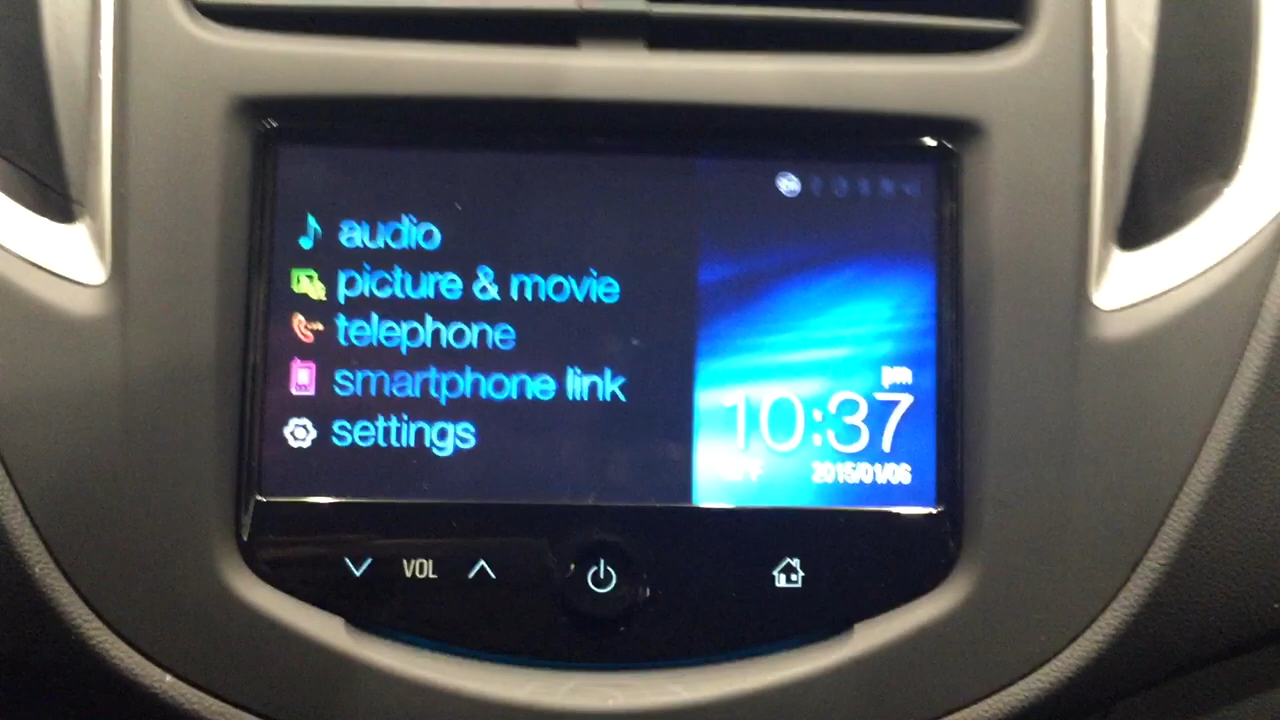 audio
picture & movie
telephone
smartphone link
settings
pm
10:37
2015/01/06
VOL